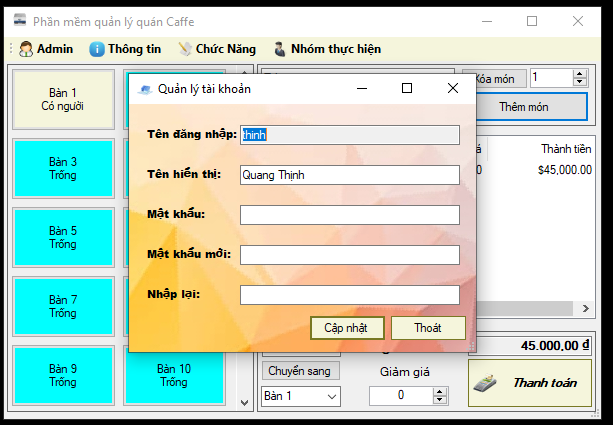 Phần mềm quản lý quán Caffe
Admin Thông tin Chức Năng Nhóm thực hiện
Bàn 1
Có người
Xóa món 1
Thêm món
Quản lý tài khoản
Tên đăng nhập: thinh
Tên hiển thị: Quang Thịnh
Mật khẩu:
Mật khẩu mới:
Nhập lại:
Cập nhật Thoát
Bàn 3
Trống
Bàn 5
Trống
Bàn 7
Trống
Bàn 9
Trống
Bàn 10
Trống
Thành tiền
$45,000.00
45.000,00 ₫
Chuyển sang Giảm giá
Bàn 1 0
Thanh toán